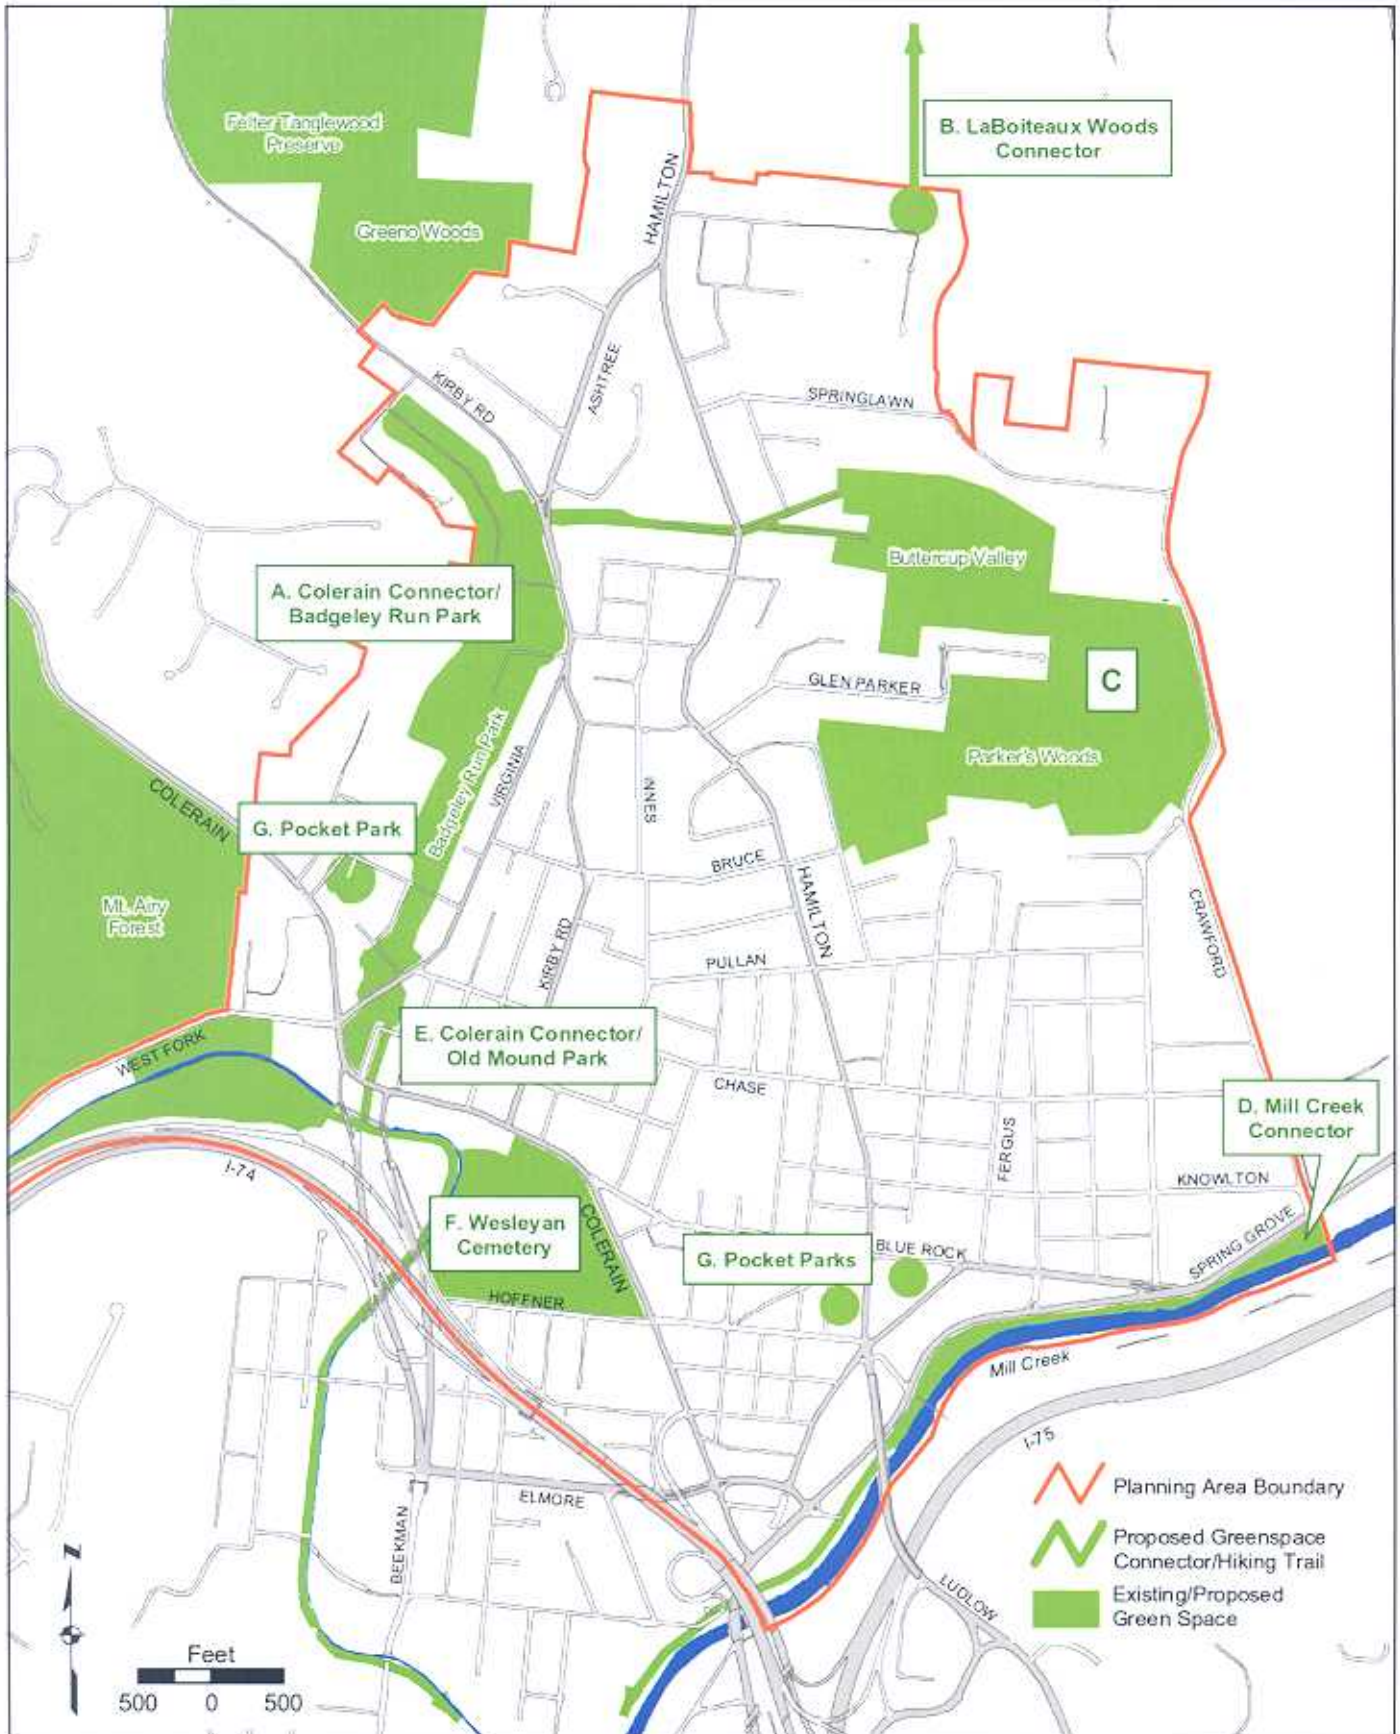 Felter Tanglewood
Preserve
Greeno Woods
B. LaBoiteaux Woods
Connector
HAMILTON
ASHTREE
KIRBY RD
SPRINGLAWN
Buttercup Valley
A. Colerain Connector/
Badgeley Run Park
C
GLEN PARKER
Parker's Woods
Badgeley Run Park
VIRGINIA
INNES
COLERAIN
G. Pocket Park
BRUCE
HAMILTON
Mt. Airy
Forest
CRAWFORD
KIRBY RD
PULLAN
E. Colerain Connector/
Old Mound Park
WEST FORK
CHASE
D. Mill Creek
Connector
FERGUS
I-74
KNOWLTON
F. Wesleyan
Cemetery
COLERAIN
G. Pocket Parks
BLUE ROCK
SPRING GROVE
HOFFNER
Mill Creek
I-75
ELMORE
BEEKMAN
LUDLOW
Planning Area Boundary
Proposed Greenspace
Connector/Hiking Trail
Existing/Proposed
Green Space
N
Feet
500 0 500